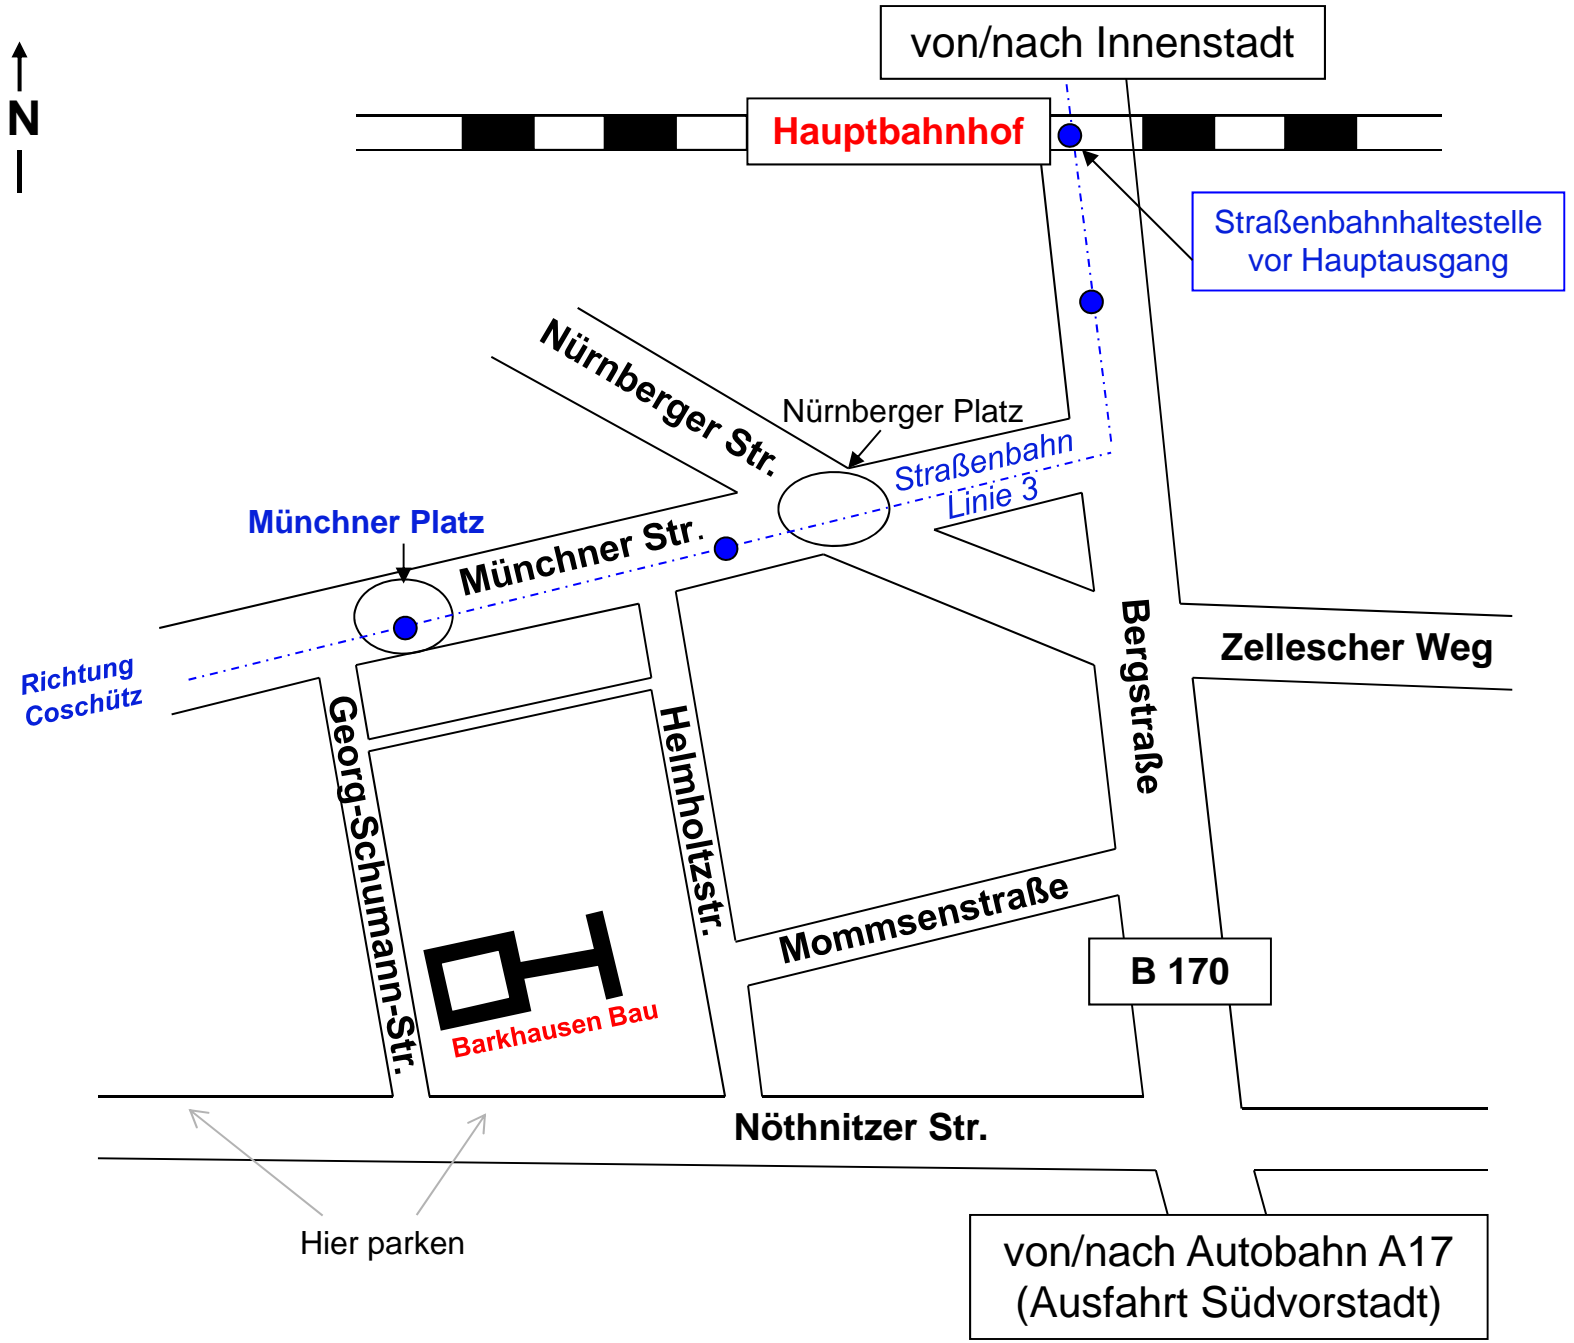 von/nach Innenstadt
N
Hauptbahnhof
Straßenbahnhaltestelle
vor Hauptausgang
Nürnberger Str.
Nürnberger Platz
Straßenbahn
Linie 3
Münchner Platz
Münchner Str.
Richtung
Coschütz
Bergstraße
Zellescher Weg
Georg-Schumann-Str.
Helmholtzstr.
Mommsenstraße
B 170
Barkhausen Bau
Nöthnitzer Str.
Hier parken
von/nach Autobahn A17
(Ausfahrt Südvorstadt)